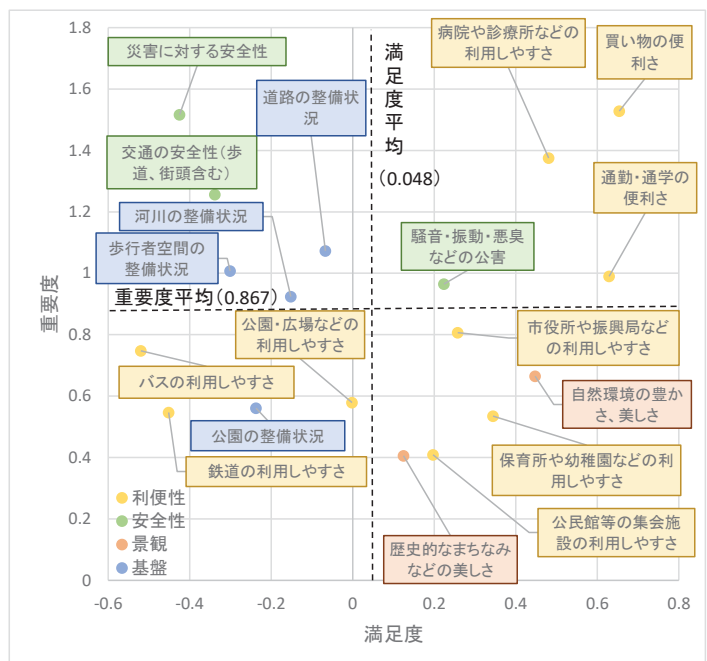 1.8
1.6
1.4
1.2
1
0.8
0.6
0.4
0.2
0
重要度
災害に対する安全性
道路の整備状
況
満
足
度
平
均
(0.048)
病院や診療所などの
利用しやすさ
買い物の便
利さ
交通の安全性(歩
道、街頭含む)
河川の整備状況
歩行者空間の
整備状況
通勤・通学の
便利さ
騒音・振動・悪臭
などの公害
重要度平均(0.867)
公園・広場などの
利用しやすさ
市役所や振興局など
の利用しやすさ
バスの利用しやすさ
自然環境の豊か
さ、美しさ
公園の整備状況
鉄道の利用しやすさ
保育所や幼稚園などの利
用しやすさ
公民館等の集会施
設の利用しやすさ
歴史的なまちなみ
などの美しさ
利便性
安全性
景観
基盤
-0.6
-0.4
-0.2
0
0.2
0.4
0.6
0.8
満足度